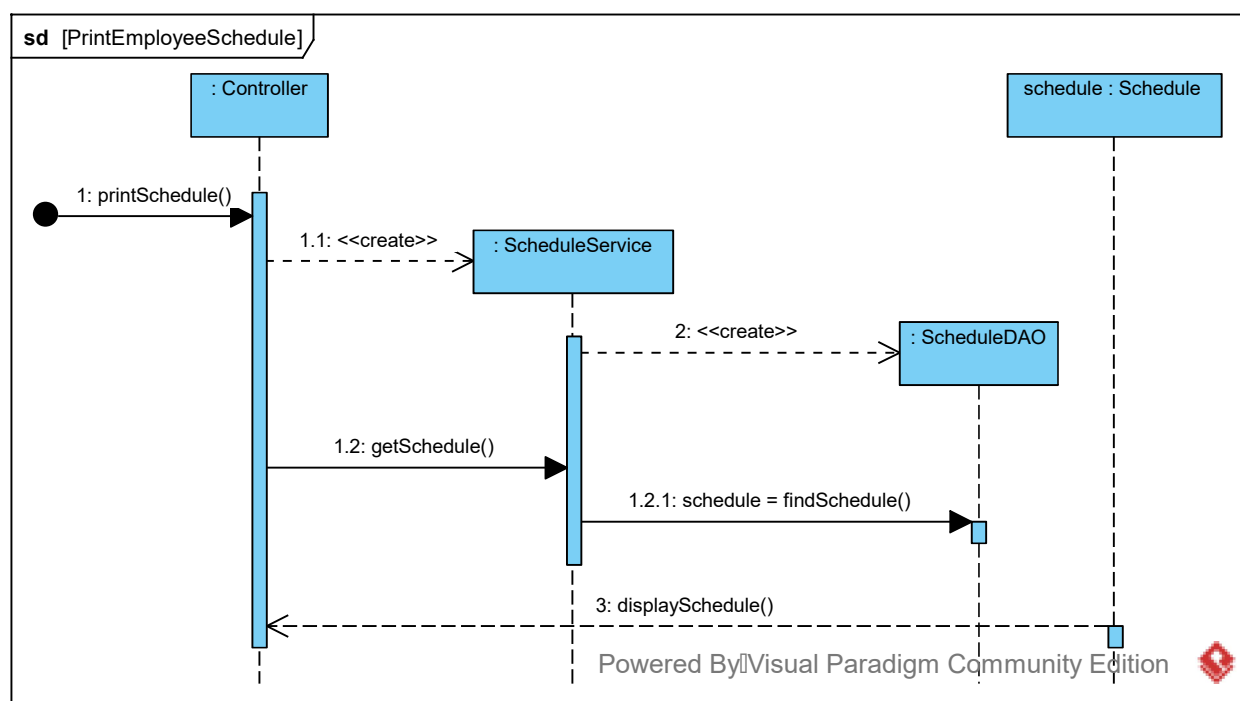 sd [PrintEmployeeSchedule]
: Controller
schedule : Schedule
1: printSchedule()
1.1: <<create>>
: ScheduleService
2: <<create>>
: ScheduleDAO
1.2: getSchedule()
1.2.1: schedule = findSchedule()
3: displaySchedule()
Powered By▯Visual Paradigm Community Edition